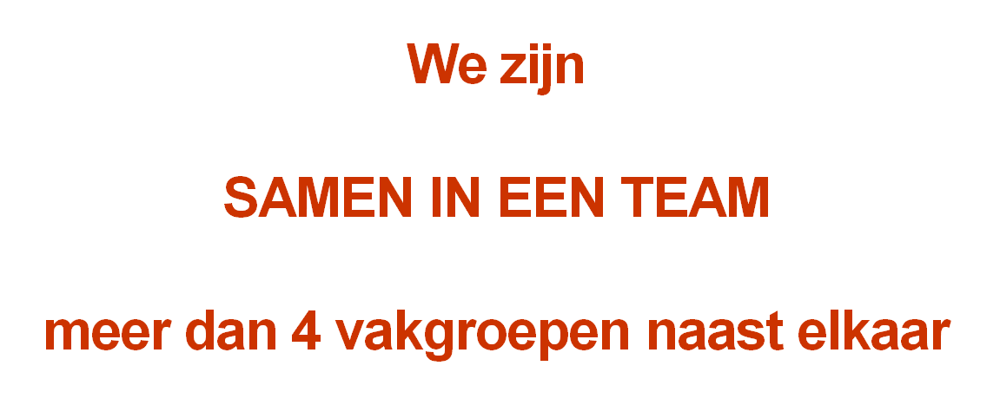 We zijn
SAMEN IN EEN TEAM
meer dan 4 vakgroepen naast elkaar